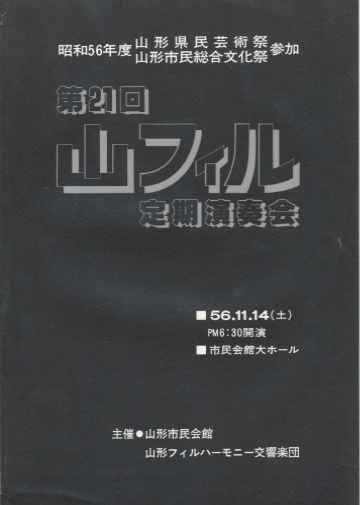 昭和56年度 山形県民芸術祭 参加
山形市民総合文化祭
第21回
山フィル
定期演奏会
■ 56.11.14(土)
PM6:30開演
■ 市民会館大ホール
主催●山形市民会館
山形フィルハーモニー交響楽団